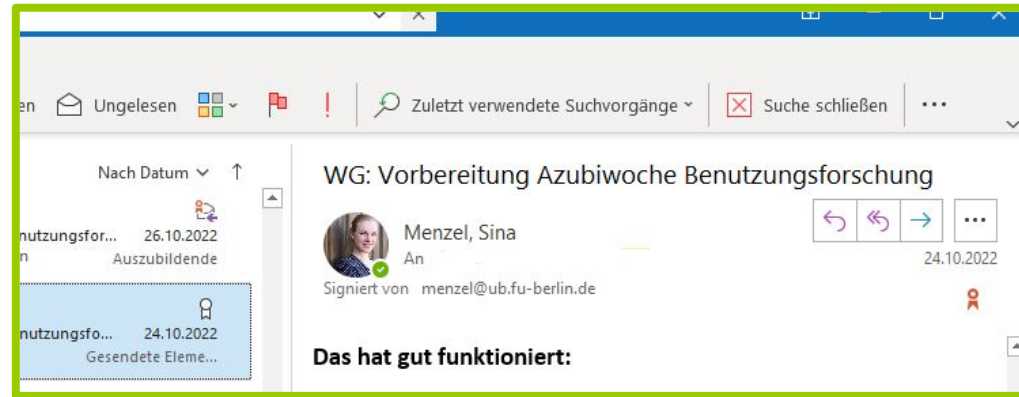 en Ungelesen Zuletzt verwendete Suchvorgänge Suche schließen ...
Nach Datum
nutzungsfor... 26.10.2022
n Auszubildende
nutzungsfo... 24.10.2022
Gesendete Eleme...
WG: Vorbereitung Azubiwoche Benutzungsforschung
Menzel, Sina
An
24.10.2022
Signiert von menzel@ub.fu-berlin.de
Das hat gut funktioniert: